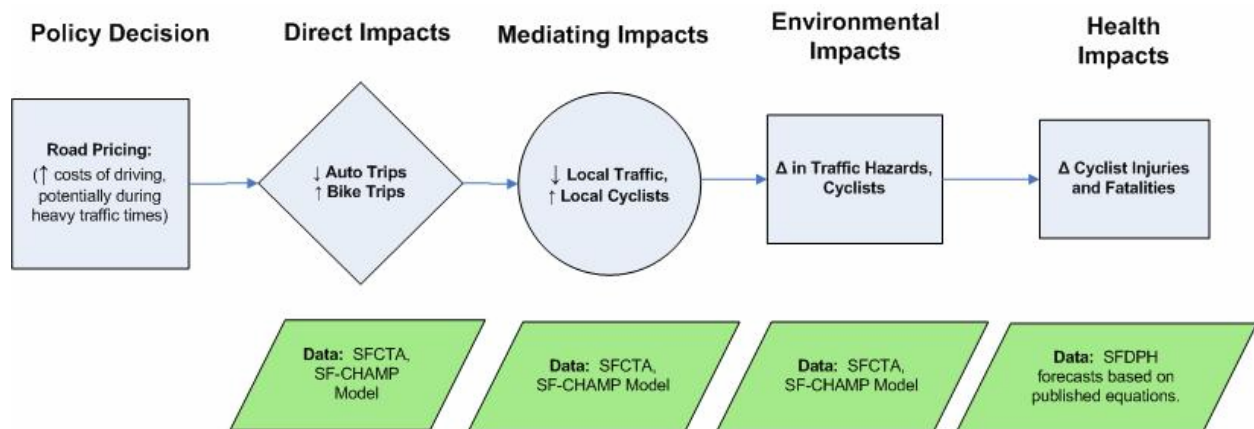 Policy Decision
Direct Impacts
Mediating Impacts
Environmental
Impacts
Health
Impacts
Road Pricing:
(↑ costs of driving,
potentially during
heavy traffic times)
↓ Auto Trips
↑ Bike Trips
↓ Local Traffic,
↑ Local Cyclists
Δ in Traffic Hazards,
Cyclists
Δ Cyclist Injuries
and Fatalities
Data: SFCTA,
SF-CHAMP
Model
Data: SFCTA,
SF-CHAMP Model
Data: SFCTA,
SF-CHAMP Model
Data: SFDPH
forecasts based on
published equations.